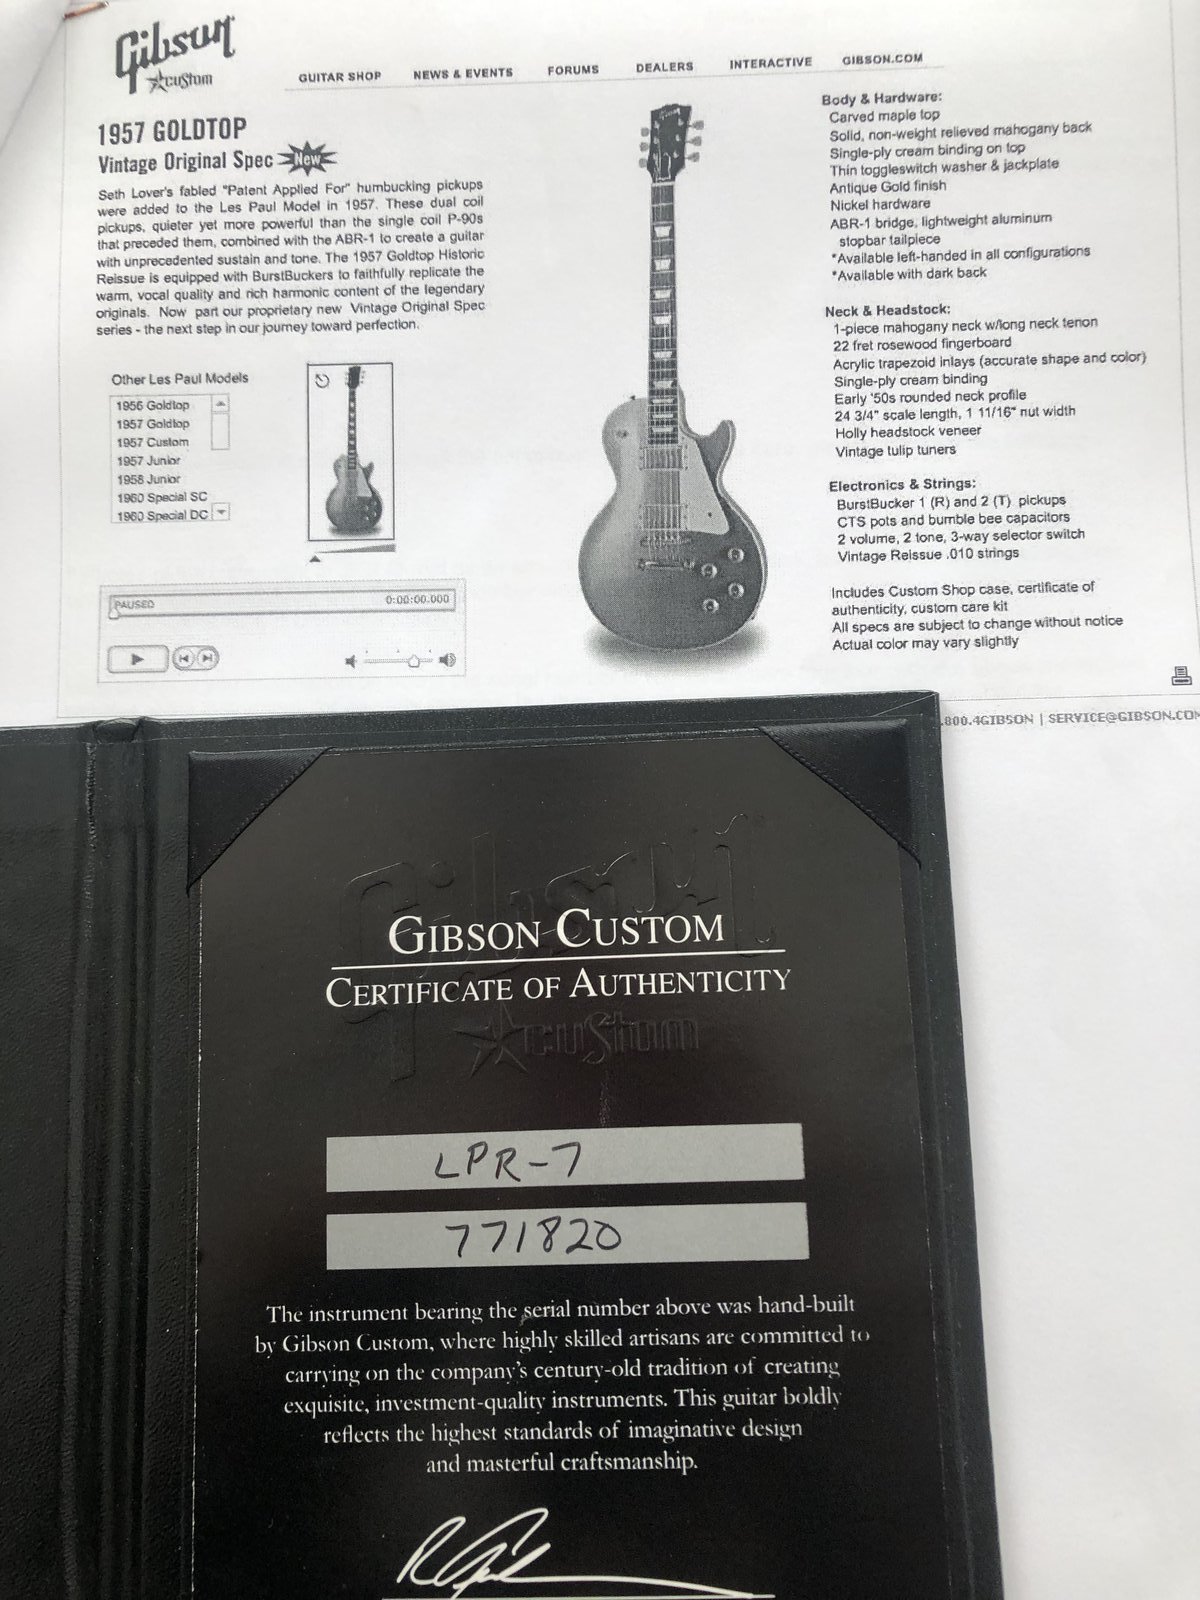 Gibson
custom
GUITAR SHOP NEWS & EVENTS FORUMS DEALERS INTERACTIVE GIBSON.COM
1957 GOLDTOP
Vintage Original Spec New
Seth Lover's fabled "Patent Applied For" humbucking pickups
were added to the Les Paul Model in 1957. These dual coil
pickups, quieter yet more powerful than the single coil P-90s
that preceded them, combined with the ABR-1 to create a guitar
with unprecedented sustain and tone. The 1957 Goldtop Historic
Reissue is equipped with BurstBuckers to faithfully replicate the
warm, vocal quality and rich harmonic content of the legendary
originals. Now part our proprietary new Vintage Original Spec
series - the next step in our journey toward perfection.
Other Les Paul Models
1956 Goldtop
1957 Goldtop
1957 Custom
1957 Junior
1958 Junior
1960 Special SC
1960 Special DC
PAUSED 0:00:00.000
Gibson
Body & Hardware:
Carved maple top
Solid, non-weight relieved mahogany back
Single-ply cream binding on top
Thin toggleswitch washer & jackplate
Antique Gold finish
Nickel hardware
ABR-1 bridge, lightweight aluminum
stopbar tailpiece
*Available left-handed in all configurations
*Available with dark back
Neck & Headstock:
1-piece mahogany neck w/long neck tenon
22 fret rosewood fingerboard
Acrylic trapezoid inlays (accurate shape and color)
Single-ply cream binding
Early '50s rounded neck profile
24 3/4" scale length, 1 11/16" nut width
Holly headstock veneer
Vintage tulip tuners
Electronics & Strings:
BurstBucker 1 (R) and 2 (T) pickups
CTS pots and bumble bee capacitors
2 volume, 2 tone, 3-way selector switch
Vintage Reissue .010 strings
Includes Custom Shop case, certificate of
authenticity, custom care kit
All specs are subject to change without notice
Actual color may vary slightly
.800.4GIBSON | SERVICE@GIBSON.COM
Gibson
GIBSON CUSTOM
CERTIFICATE OF AUTHENTICITY
custom
LPR-7
771820
The instrument bearing the serial number above was hand-built
by Gibson Custom, where highly skilled artisans are committed to
carrying on the company's century-old tradition of creating
exquisite, investment-quality instruments. This guitar boldly
reflects the highest standards of imaginative design
and masterful craftsmanship.